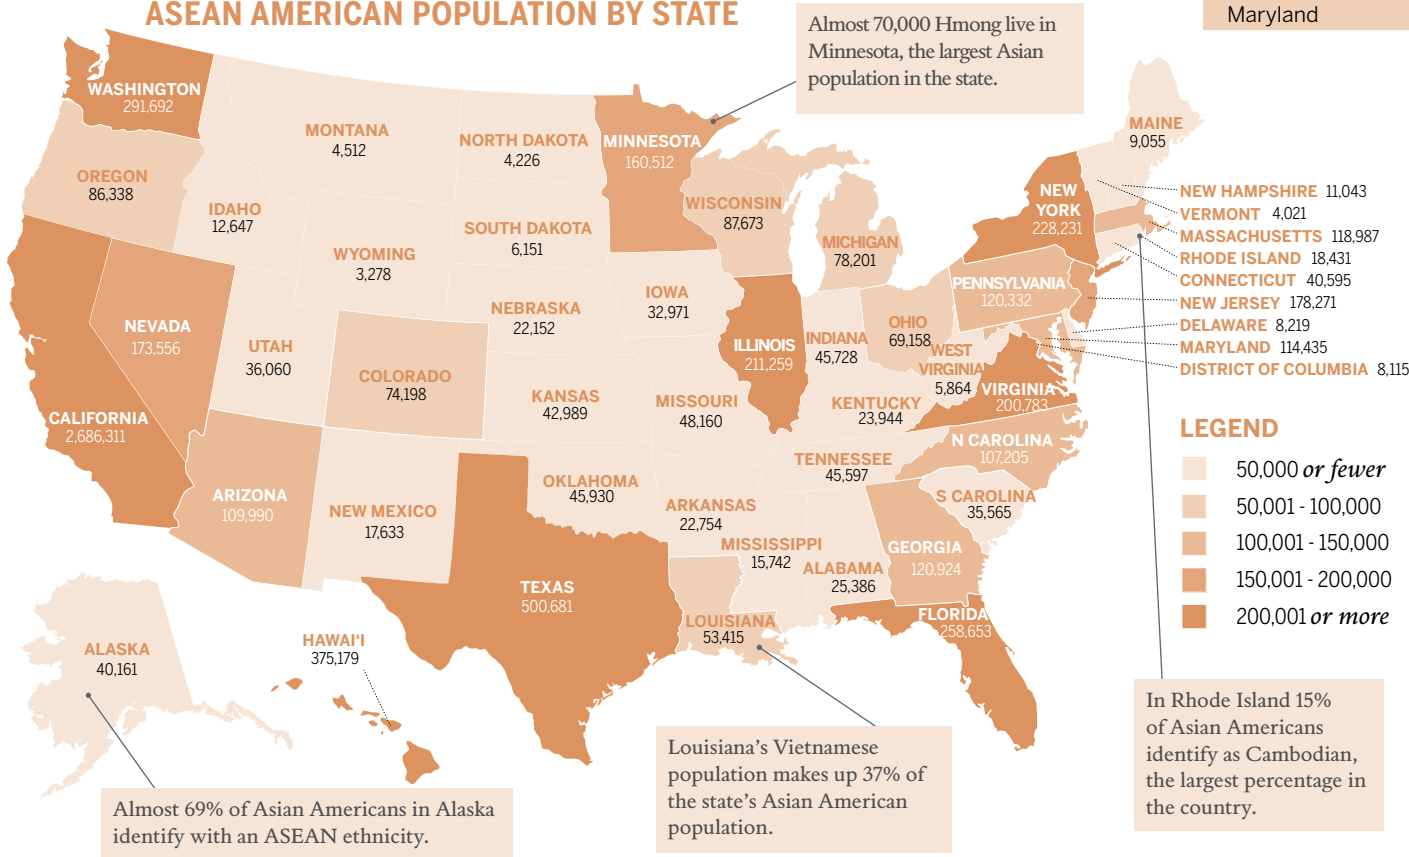 ASEAN AMERICAN POPULATION BY STATE
Maryland
Almost 70,000 Hmong live in
Minnesota, the largest Asian
population in the state.
WASHINGTON
291,692
OREGON
86,338
MONTANA
4,512
IDAHO
12,647
WYOMING
3,278
NORTH DAKOTA
4,226
SOUTH DAKOTA
6,151
NEBRASKA
22,152
MINNESOTA
160,512
WISCONSIN
87,673
MICHIGAN
78,201
IOWA
32,971
NEW
YORK
228,231
PENNSYLVANIA
120,332
MAINE
9,055
NEW HAMPSHIRE 11,043
VERMONT 4,021
MASSACHUSETTS 118,987
RHODE ISLAND 18,431
CONNECTICUT 40,595
NEW JERSEY 178,271
DELAWARE 8,219
MARYLAND 114,435
DISTRICT OF COLUMBIA 8,115
NEVADA
173,556
UTAH
36,060
COLORADO
74,198
CALIFORNIA
2,686,311
KANSAS
42,989
MISSOURI
48,160
ILLINOIS
211,259
INDIANA
45,728
OHIO
69,158
WEST
VIRGINIA
5,864
VIRGINIA
200,783
KENTUCKY
23,944
N CAROLINA
107,205
TENNESSEE
45,597
S CAROLINA
35,565
ARIZONA
109,990
NEW MEXICO
17,633
OKLAHOMA
45,930
ARKANSAS
22,754
MISSISSIPPI
15,742
ALABAMA
25,386
GEORGIA
120,924
TEXAS
500,681
LOUISIANA
53,415
FLORIDA
258,653
ALASKA
40,161
HAWAI‘I
375,179
LEGEND
50,000 or fewer
50,001 - 100,000
100,001 - 150,000
150,001 - 200,000
200,001 or more
Almost 69% of Asian Americans in Alaska
identify with an ASEAN ethnicity.
Louisiana’s Vietnamese
population makes up 37% of
the state’s Asian American
population.
In Rhode Island 15%
of Asian Americans
identify as Cambodian,
the largest percentage in
the country.